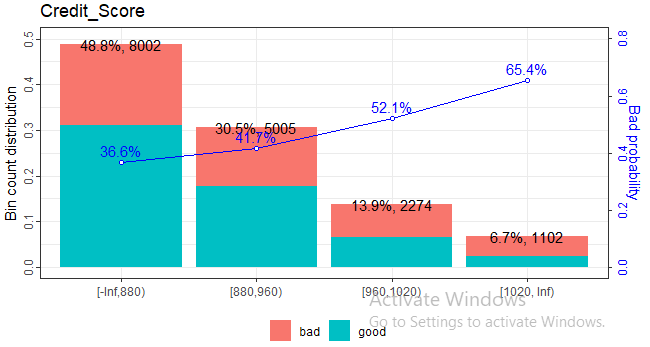 Credit_Score
Bin count distribution
0.5
0.4
0.3
0.2
0.1
0.0
48.8%, 8002
30.5%, 5005
13.9%, 2274
6.7%, 1102
36.6%
41.7%
52.1%
65.4%
0.8
0.6
0.4
0.2
0.0
Bad probability
[-Inf,880)
[880,960)
[960,1020)
[1020, Inf)
Activate Windows
Go to Settings to activate Windows.
bad
good